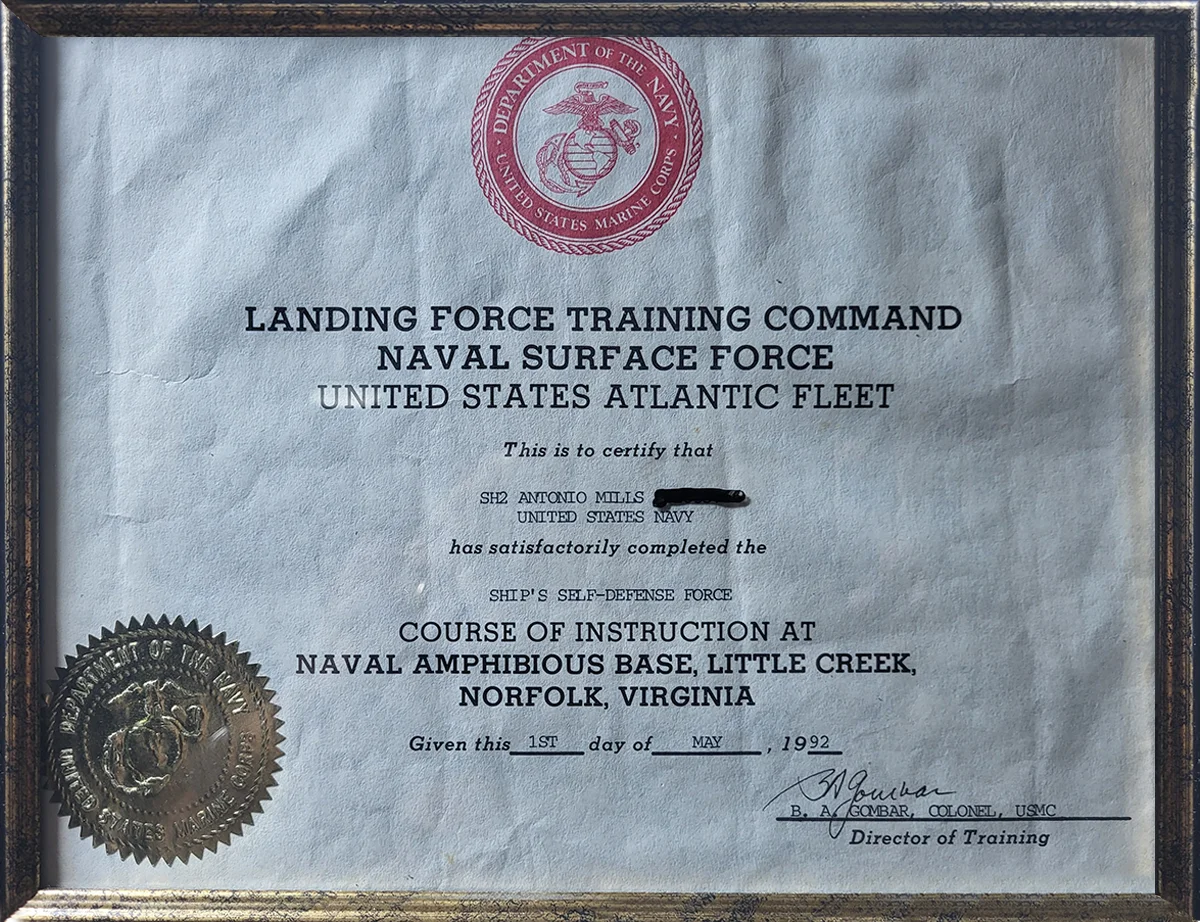 DEPARTMENT OF THE NAVY
UNITED STATES MARINE CORPS
LANDING FORCE TRAINING COMMAND
NAVAL SURFACE FORCE
UNITED STATES ATLANTIC FLEET
This is to certify that
SH2 ANTONIO MILLS
UNITED STATES NAVY
has satisfactorily completed the
SHIP'S SELF-DEFENSE FORCE
COURSE OF INSTRUCTION AT
NAVAL AMPHIBIOUS BASE, LITTLE CREEK,
NORFOLK, VIRGINIA
Given this 1ST day of MAY, 1992
B A Gombar
B. A. GOMBAR, COLONEL, USMC
Director of Training
DEPARTMENT OF THE NAVY
UNITED STATES MARINE CORPS